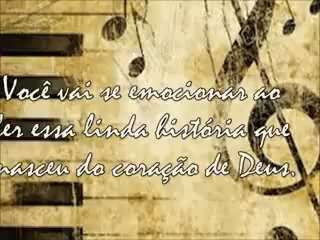 Você vai se emocionar ao
ler essa linda história que
nasceu do coração de Deus.